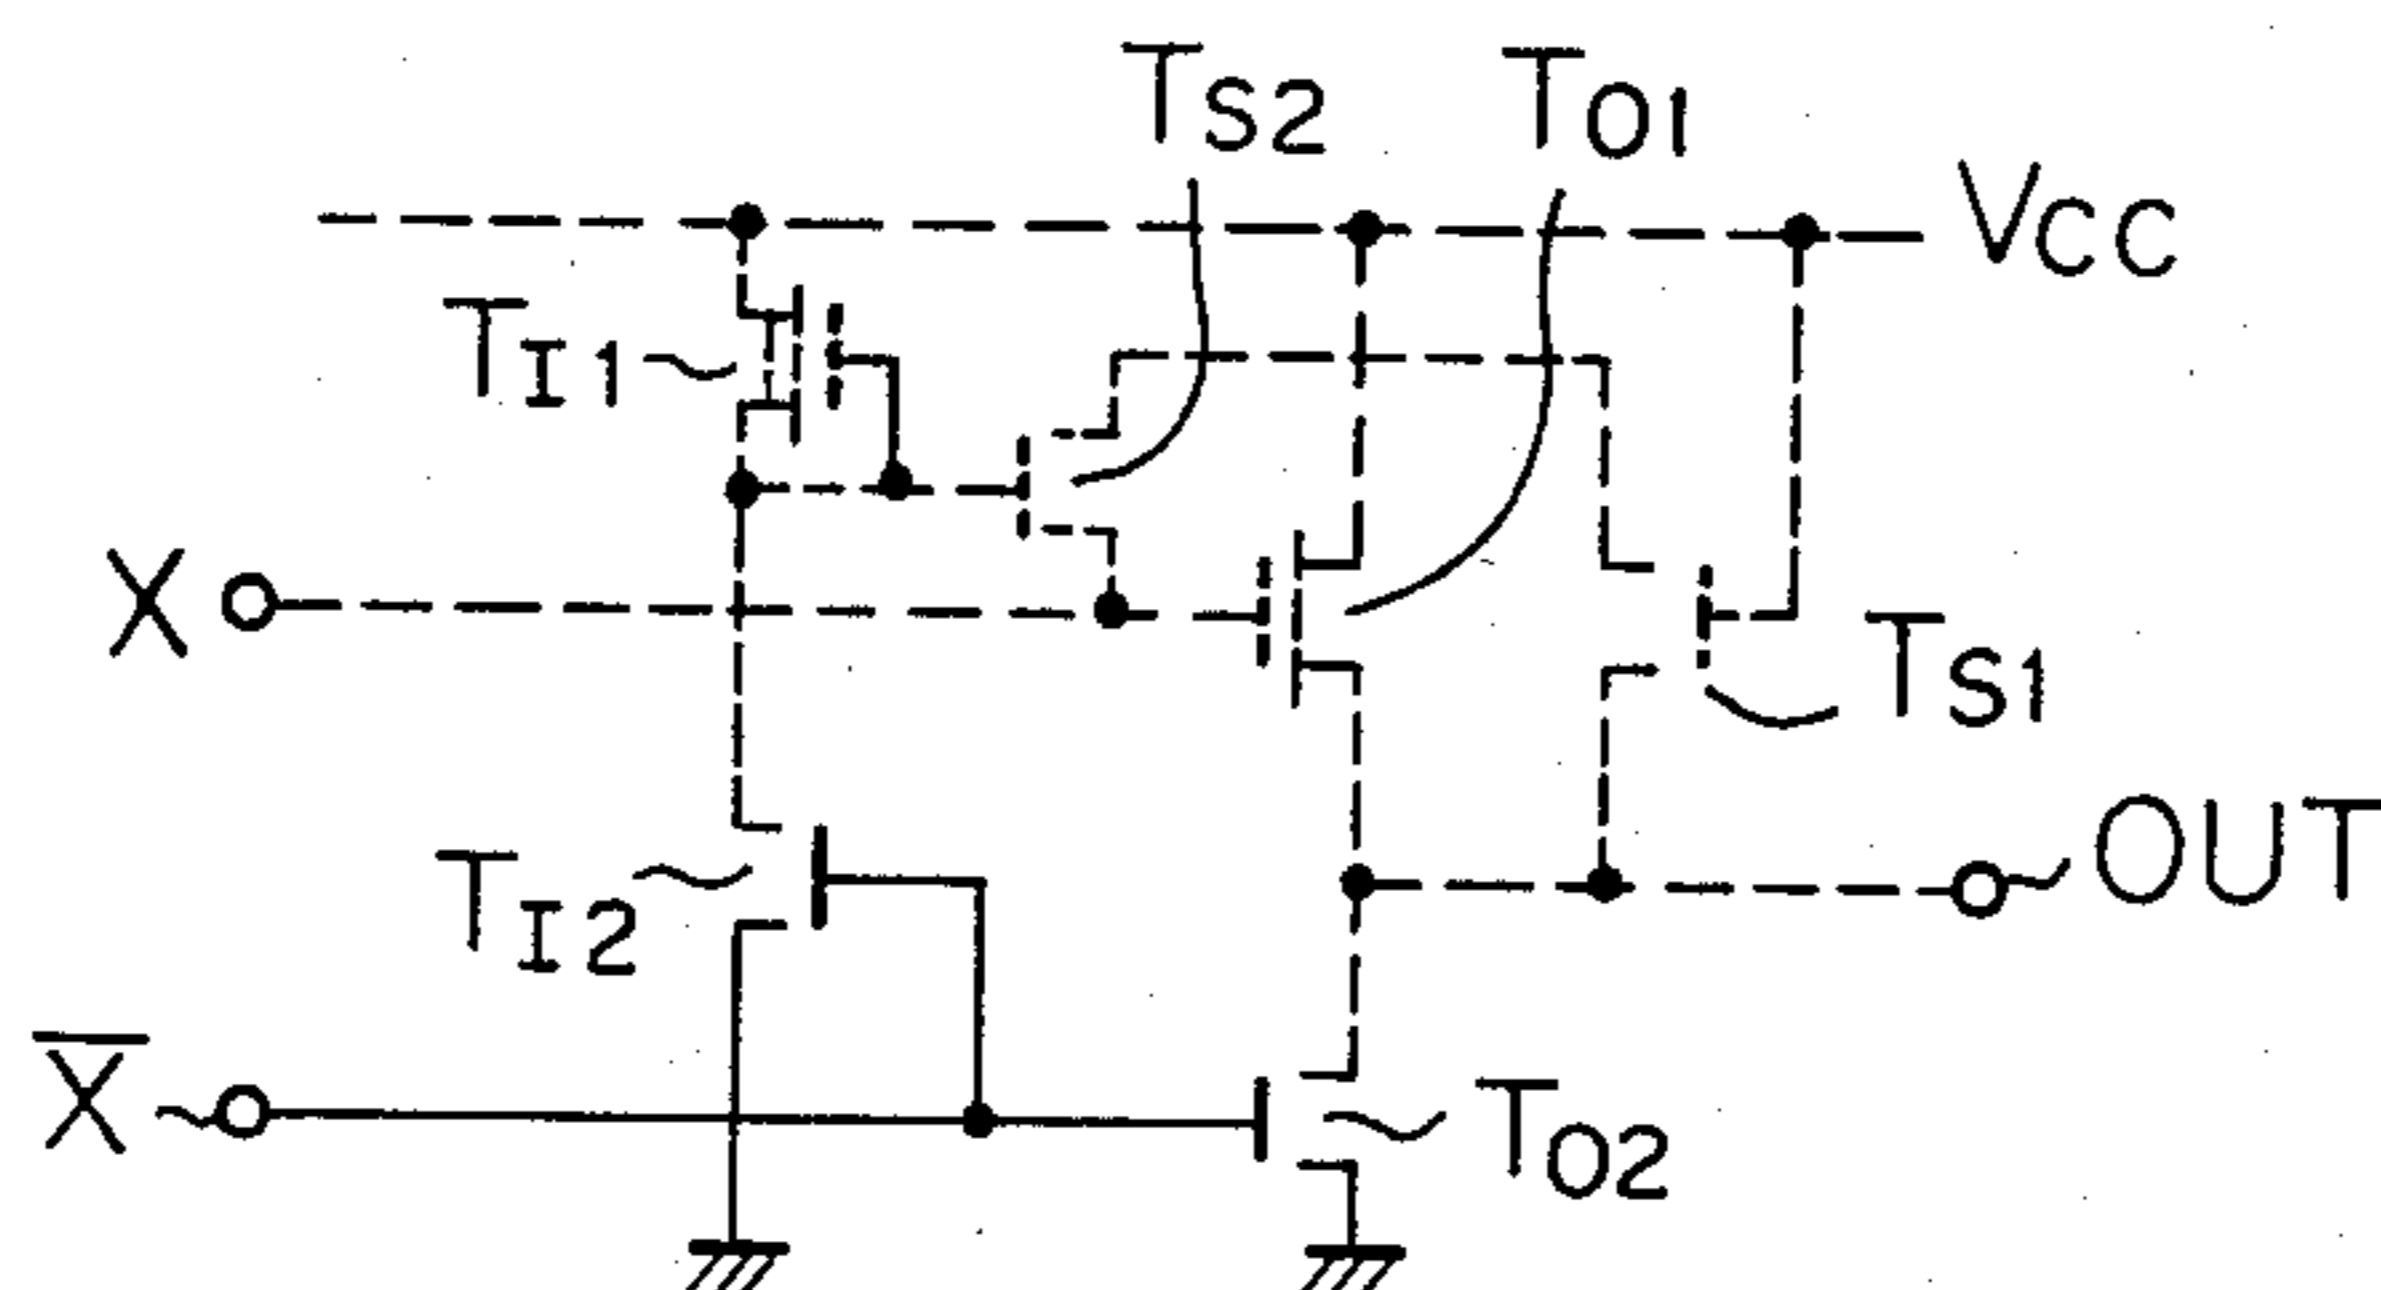 TS2
TO1
VCC
TI1
X
TS1
OUT
TI2
X̅
TO2